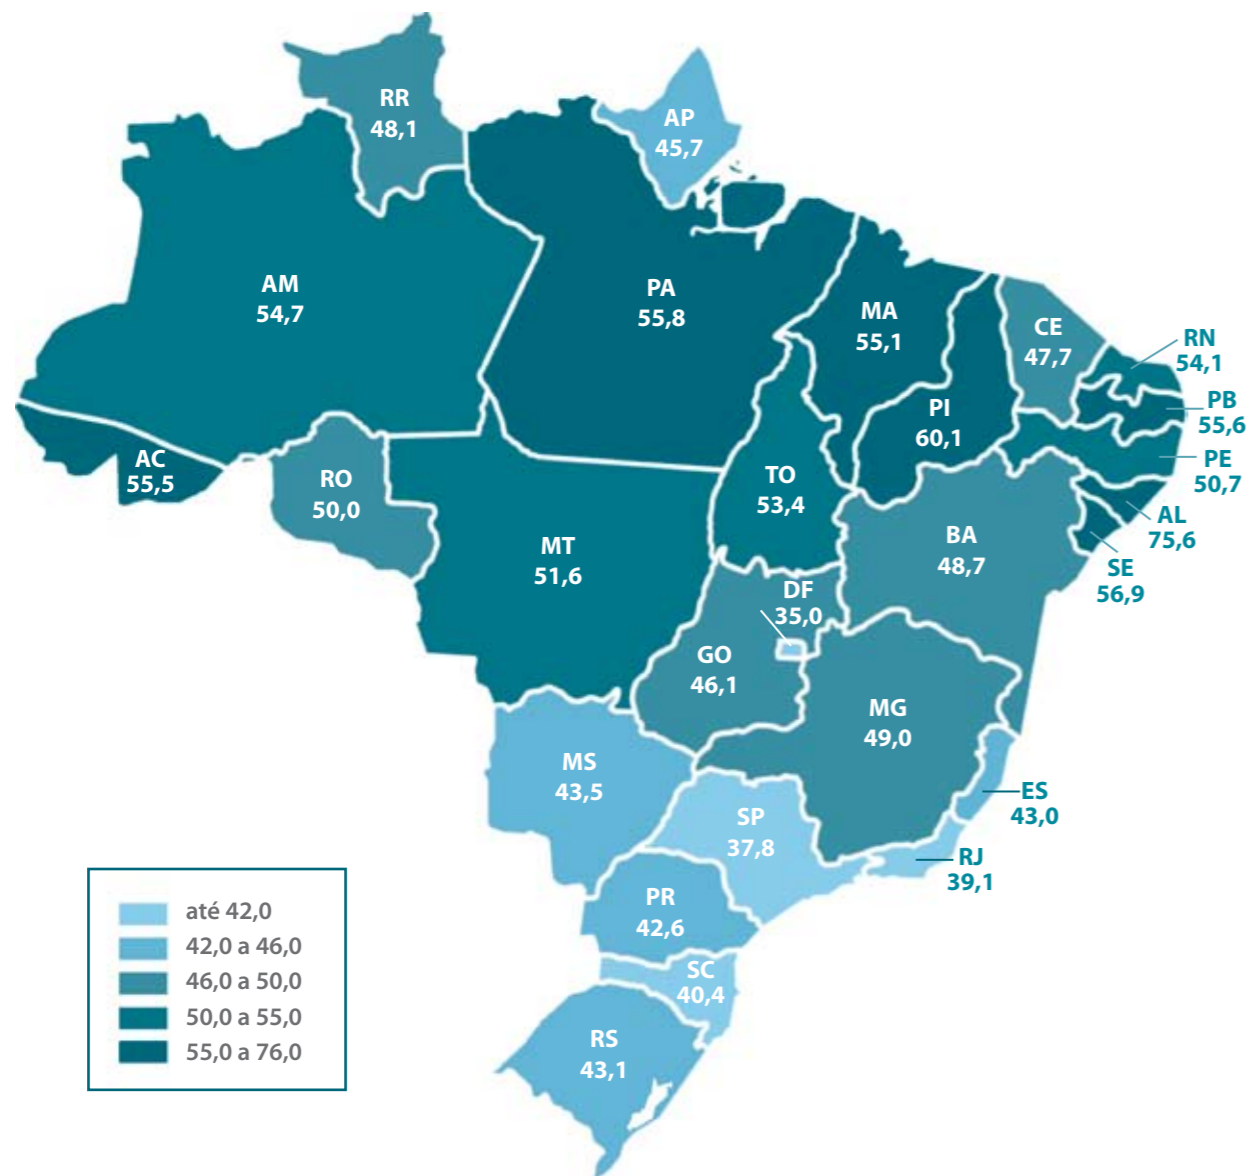 RR
48,1
AP
45,7
AM
54,7
PA
55,8
MA
55,1
CE
47,7
RN
54,1
PI
60,1
PB
55,6
AC
55,5
RO
50,0
TO
53,4
PE
50,7
MT
51,6
BA
48,7
AL
75,6
SE
56,9
DF
35,0
GO
46,1
MG
49,0
MS
43,5
ES
43,0
SP
37,8
RJ
39,1
PR
42,6
SC
40,4
RS
43,1
até 42,0
42,0 a 46,0
46,0 a 50,0
50,0 a 55,0
55,0 a 76,0